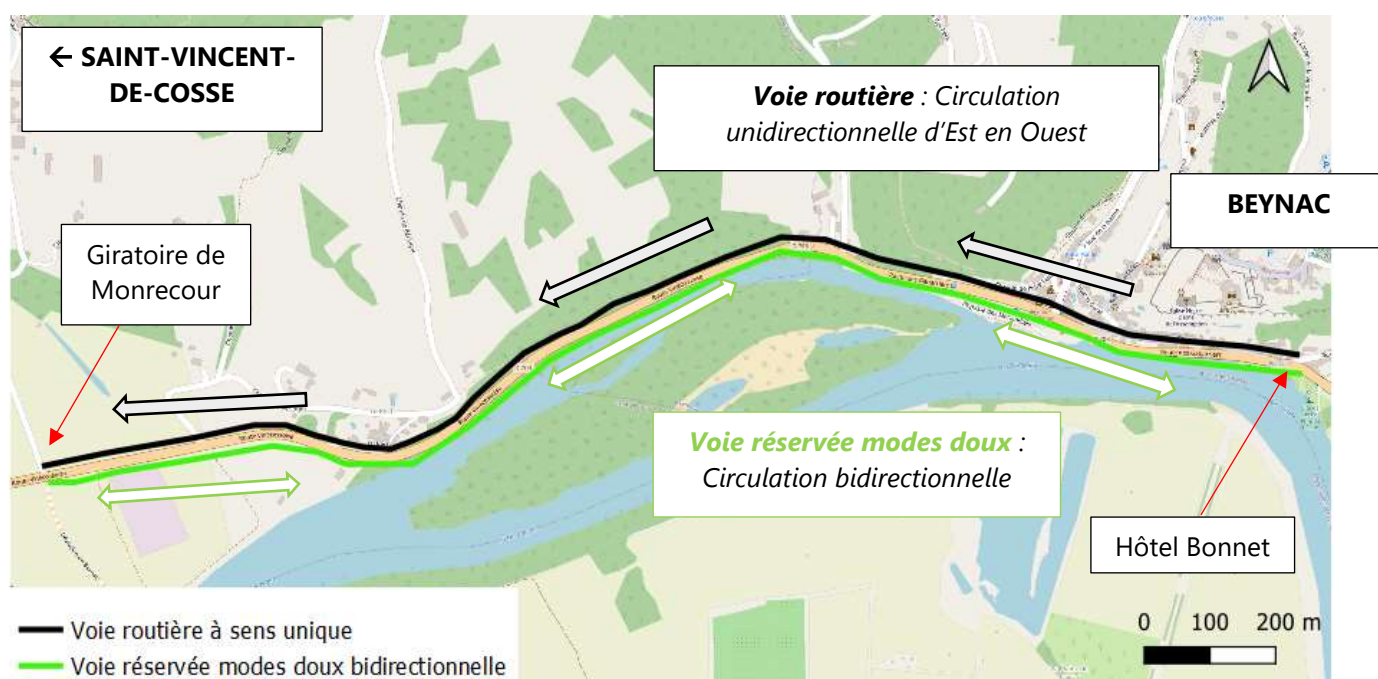 ← SAINT-VINCENT-
DE-COSSE
Voie routière : Circulation
unidirectionnelle d'Est en Ouest
BEYNAC
Giratoire de
Monrecour
Voie réservée modes doux :
Circulation bidirectionnelle
Hôtel Bonnet
0 100 200 m
Voie routière à sens unique
Voie réservée modes doux bidirectionnelle